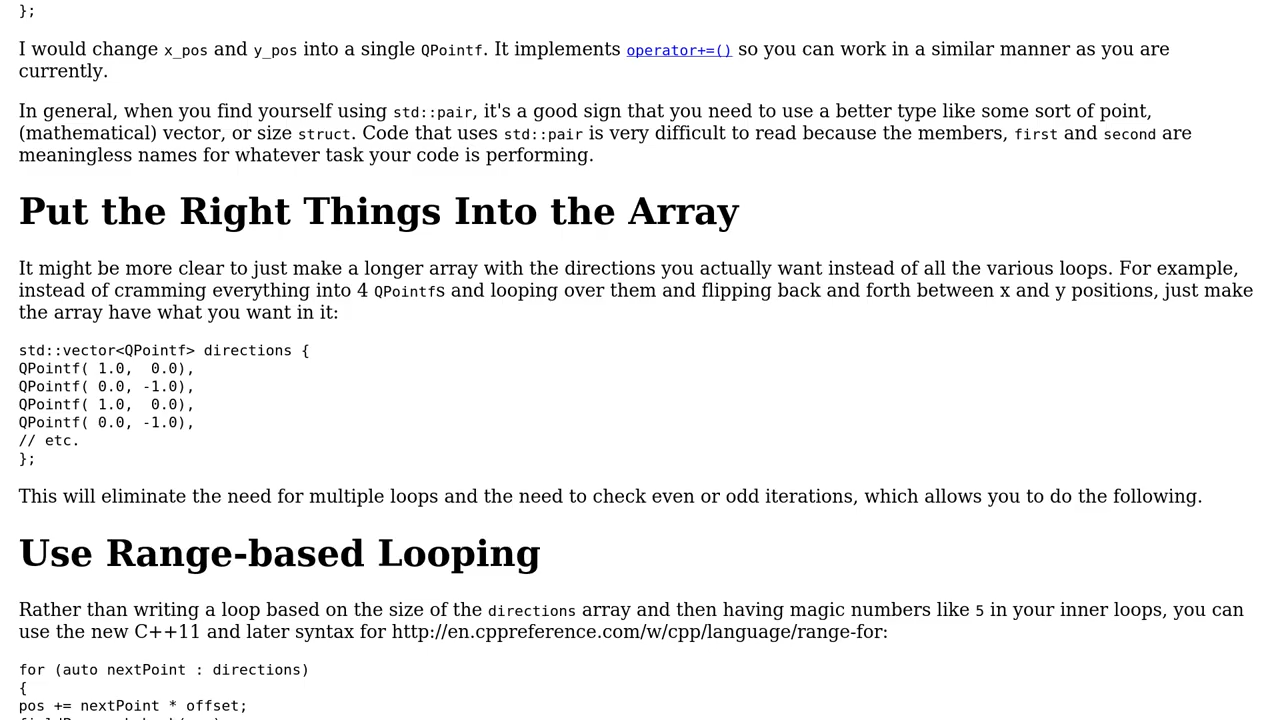 };
I would change x_pos and y_pos into a single QPointf. It implements operator+=() so you can work in a similar manner as you are
currently.
In general, when you find yourself using std::pair, it's a good sign that you need to use a better type like some sort of point,
(mathematical) vector, or size struct. Code that uses std::pair is very difficult to read because the members, first and second are
meaningless names for whatever task your code is performing.
Put the Right Things Into the Array
It might be more clear to just make a longer array with the directions you actually want instead of all the various loops. For example,
instead of cramming everything into 4 QPointfs and looping over them and flipping back and forth between x and y positions, just make
the array have what you want in it:
std::vector<QPointf> directions {
QPointf( 1.0,  0.0),
QPointf( 0.0, -1.0),
QPointf( 1.0,  0.0),
QPointf( 0.0, -1.0),
// etc.
};
This will eliminate the need for multiple loops and the need to check even or odd iterations, which allows you to do the following.
Use Range-based Looping
Rather than writing a loop based on the size of the directions array and then having magic numbers like 5 in your inner loops, you can
use the new C++11 and later syntax for http://en.cppreference.com/w/cpp/language/range-for:
for (auto nextPoint : directions)
{
pos += nextPoint * offset;